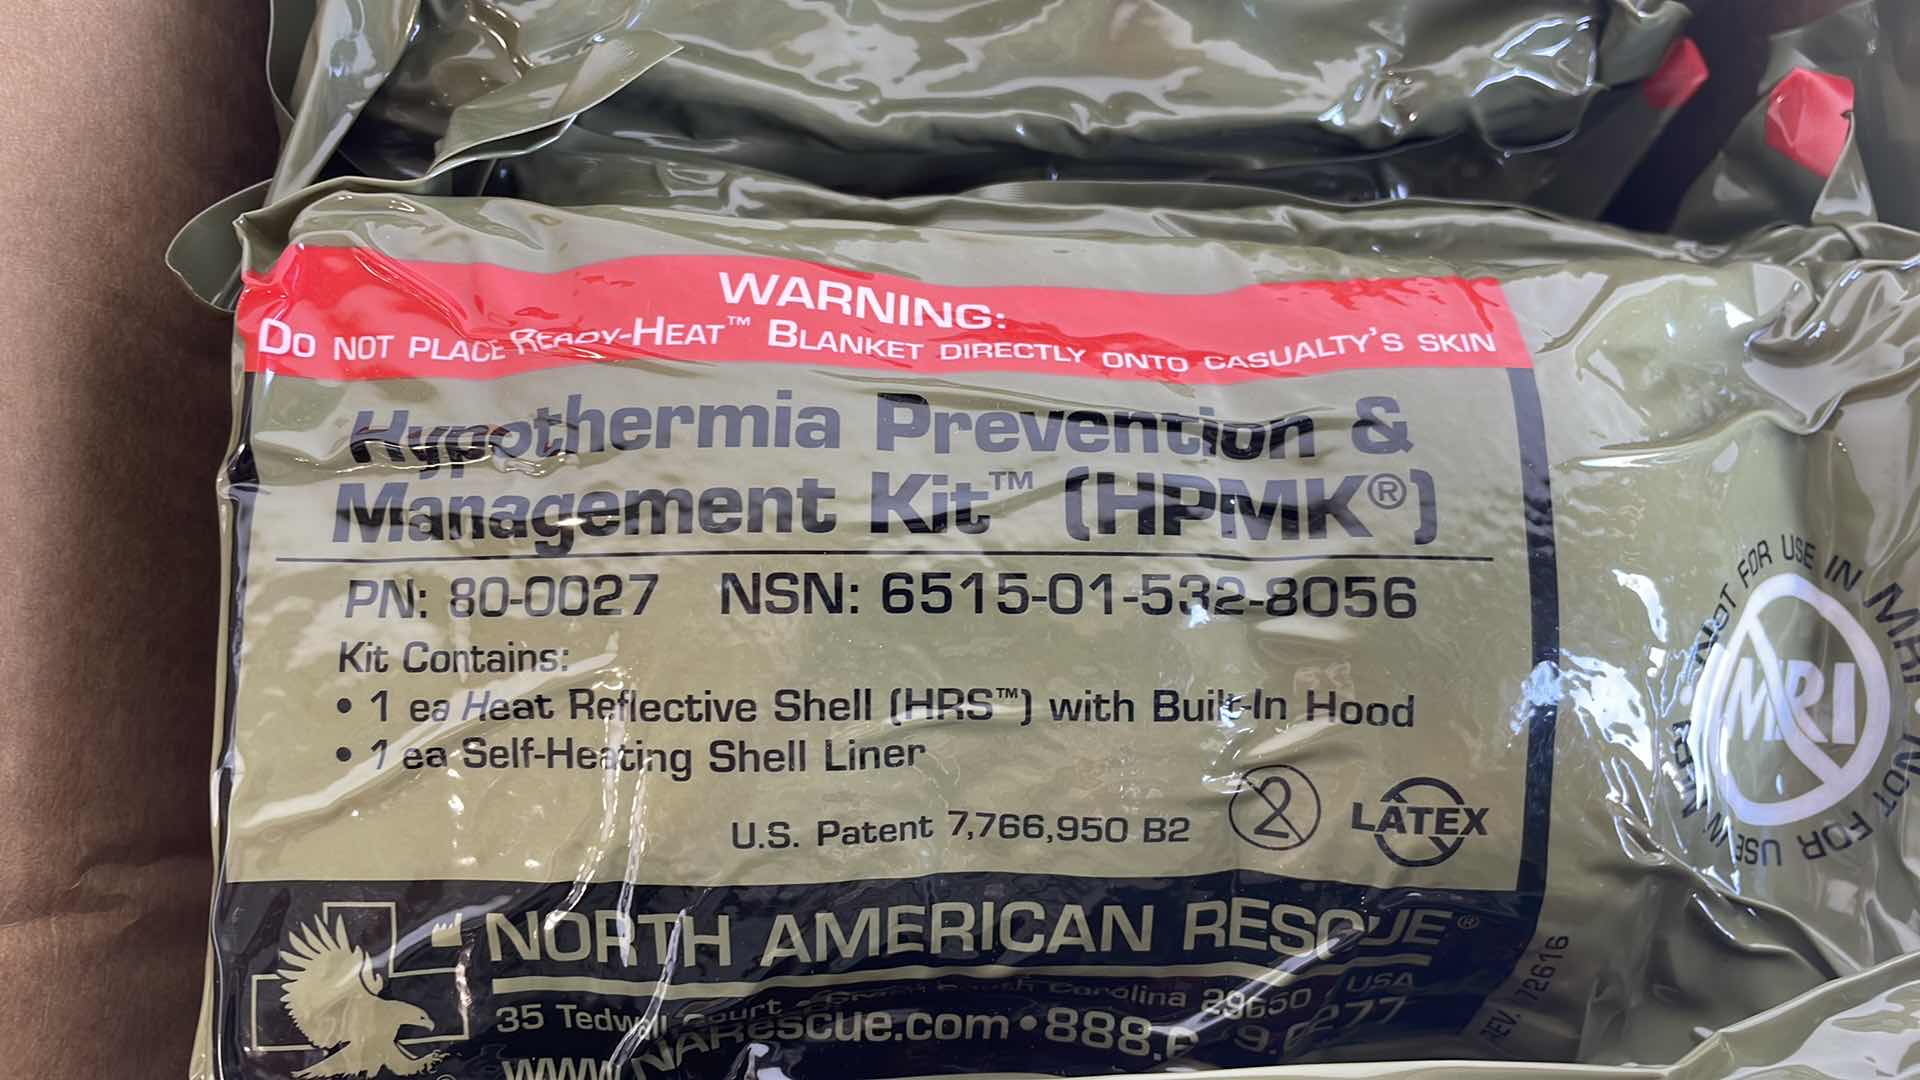 WARNING:
DO NOT PLACE READY-HEAT™ BLANKET DIRECTLY ONTO CASUALTY'S SKIN
Hypothermia Prevention &
Management Kit™ (HPMK®)
PN: 80-0027 NSN: 6515-01-532-8056
Kit Contains:
• 1 ea Heat Reflective Shell (HRS™) with Built-In Hood
• 1 ea Self-Heating Shell Liner
U.S. Patent 7,766,950 B2
2
LATEX
NORTH AMERICAN RESCUE®
35 Tedwall Court South Carolina 29650 USA
www.NARescue.com • 888.
REV. 72616
MRI
NOT FOR USE IN MRI • NOT FOR USE IN MRI •